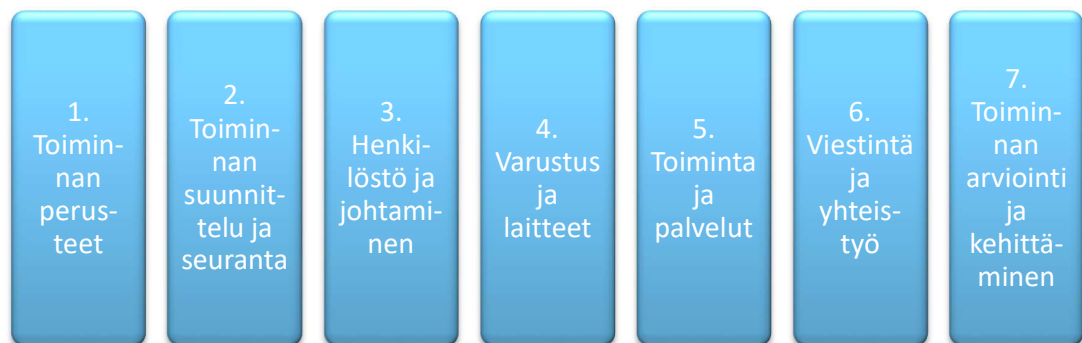 1.
Toimin-
nan
perus-
teet
2.
Toimin-
nan
suunnit-
telu ja
seuranta
3.
Henki-
löstö ja
johtami-
nen
4.
Varustus
ja
laitteet
5.
Toiminta
ja
palvelut
6.
Viestintä
ja
yhteis-
työ
7.
Toimin-
nan
arviointi
ja
kehittä-
minen